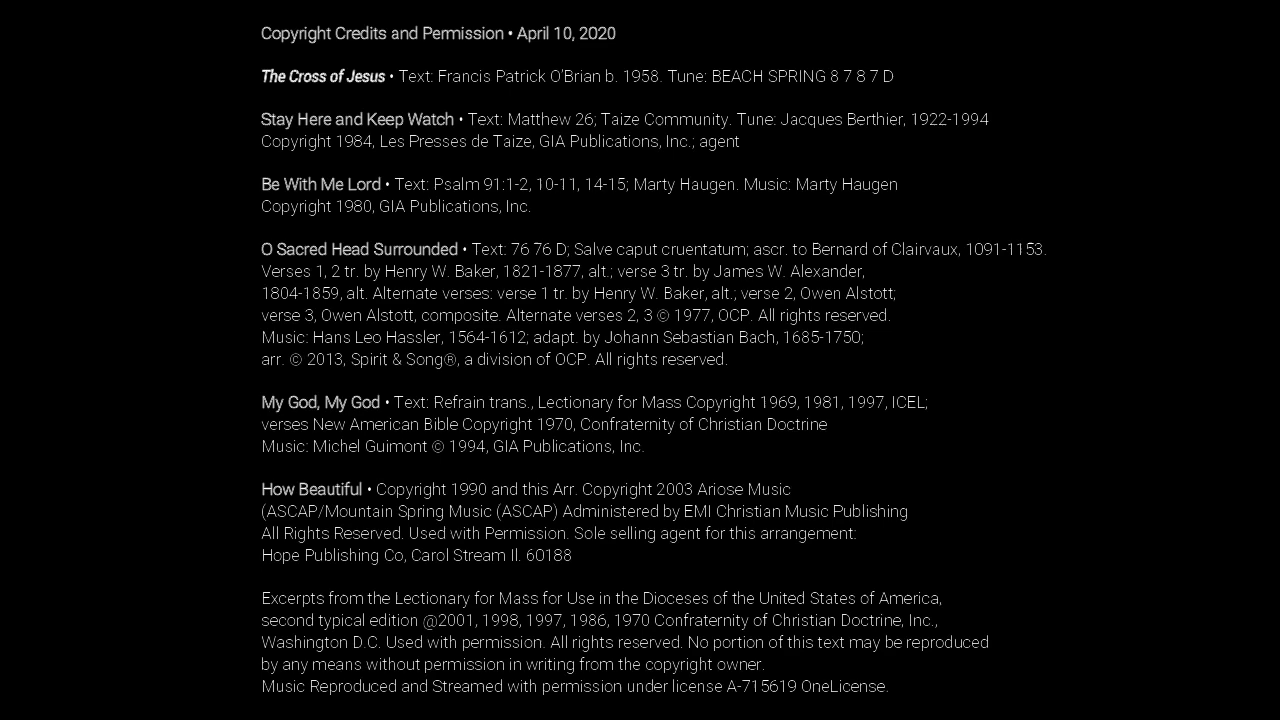 Copyright Credits and Permission • April 10, 2020
The Cross of Jesus • Text: Francis Patrick O'Brian b. 1958. Tune: BEACH SPRING 8 7 8 7 D
Stay Here and Keep Watch • Text: Matthew 26; Taize Community. Tune: Jacques Berthier, 1922-1994
Copyright 1984, Les Presses de Taize, GIA Publications, Inc.; agent
Be With Me Lord • Text: Psalm 91:1-2, 10-11, 14-15; Marty Haugen. Music: Marty Haugen
Copyright 1980, GIA Publications, Inc.
O Sacred Head Surrounded • Text: 76 76 D; Salve caput cruentatum; ascr. to Bernard of Clairvaux, 1091-1153.
Verses 1, 2 tr. by Henry W. Baker, 1821-1877, alt.; verse 3 tr. by James W. Alexander,
1804-1859, alt. Alternate verses: verse 1 tr. by Henry W. Baker, alt.; verse 2, Owen Alstott;
verse 3, Owen Alstott, composite. Alternate verses 2, 3 © 1977, OCP. All rights reserved.
Music: Hans Leo Hassler, 1564-1612; adapt. by Johann Sebastian Bach, 1685-1750;
arr. © 2013, Spirit & Song®, a division of OCP. All rights reserved.
My God, My God • Text: Refrain trans., Lectionary for Mass Copyright 1969, 1981, 1997, ICEL;
verses New American Bible Copyright 1970, Confraternity of Christian Doctrine
Music: Michel Guimont © 1994, GIA Publications, Inc.
How Beautiful • Copyright 1990 and this Arr. Copyright 2003 Ariose Music
(ASCAP/Mountain Spring Music (ASCAP) Administered by EMI Christian Music Publishing
All Rights Reserved. Used with Permission. Sole selling agent for this arrangement:
Hope Publishing Co, Carol Stream Il. 60188
Excerpts from the Lectionary for Mass for Use in the Dioceses of the United States of America,
second typical edition @2001, 1998, 1997, 1986, 1970 Confraternity of Christian Doctrine, Inc.,
Washington D.C. Used with permission. All rights reserved. No portion of this text may be reproduced
by any means without permission in writing from the copyright owner.
Music Reproduced and Streamed with permission under license A-715619 OneLicense.